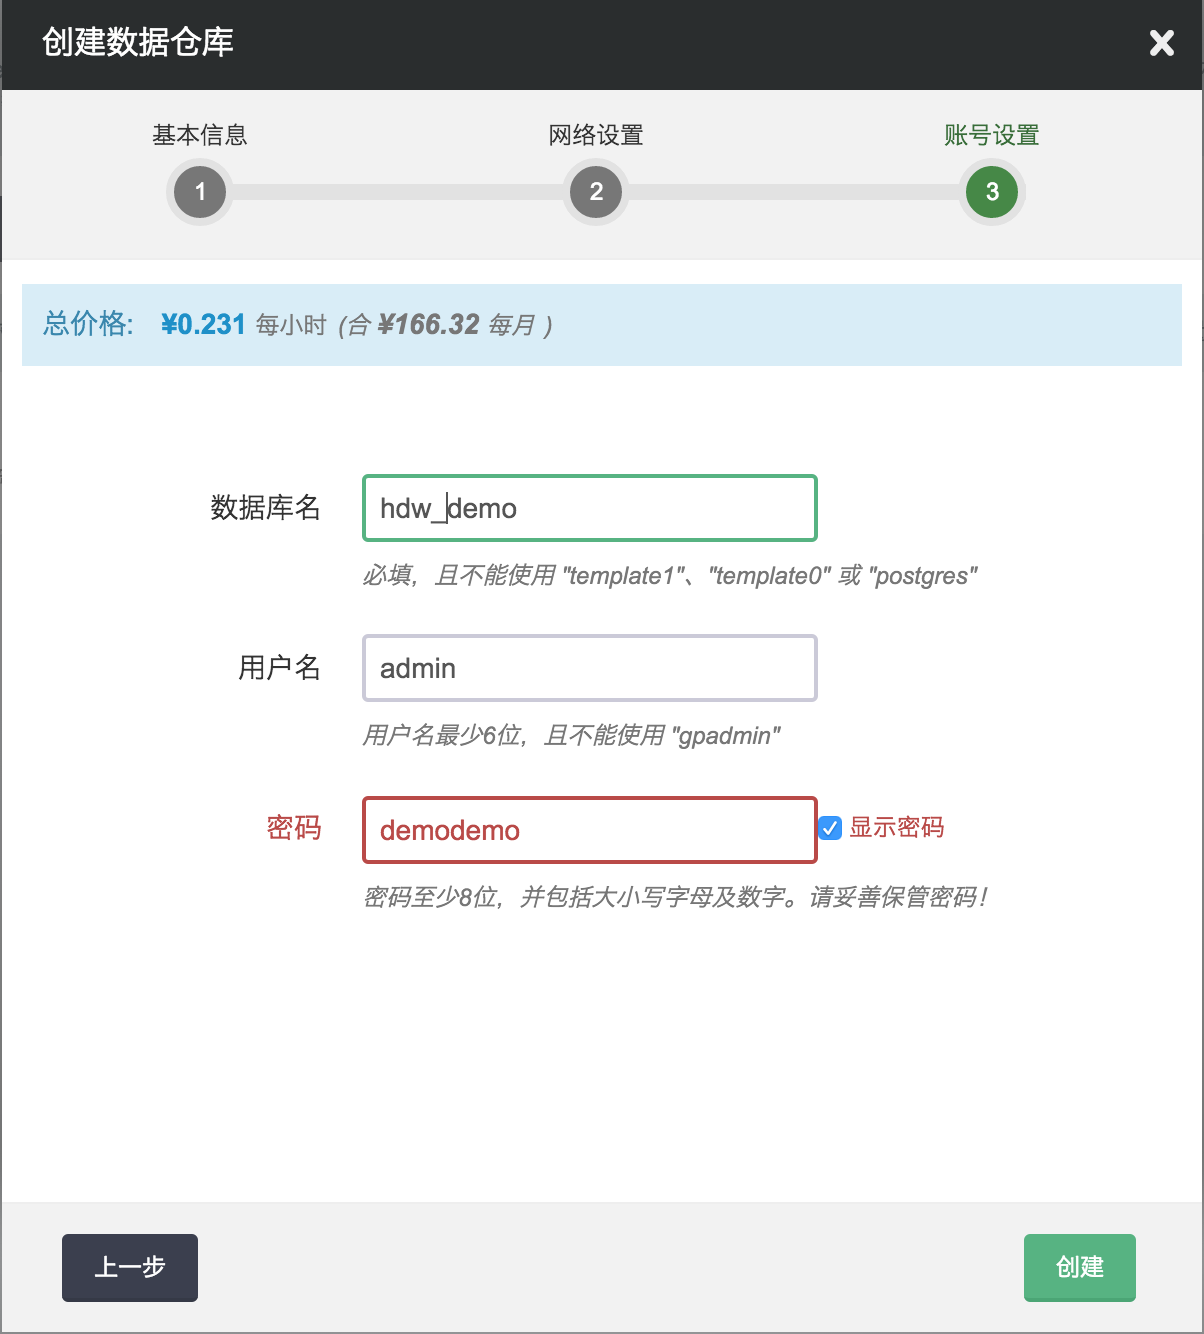 创建数据仓库
基本信息 网络设置 账号设置
1 2 3
总价格: ¥0.231 每小时 (合 ¥166.32 每月 )
数据库名 hdw_demo
必填，且不能使用 "template1"、"template0" 或 "postgres"
用户名 admin
用户名最少6位，且不能使用 "gpadmin"
密码 demodemo 显示密码
密码至少8位，并包括大小写字母及数字。请妥善保管密码！
上一步 创建